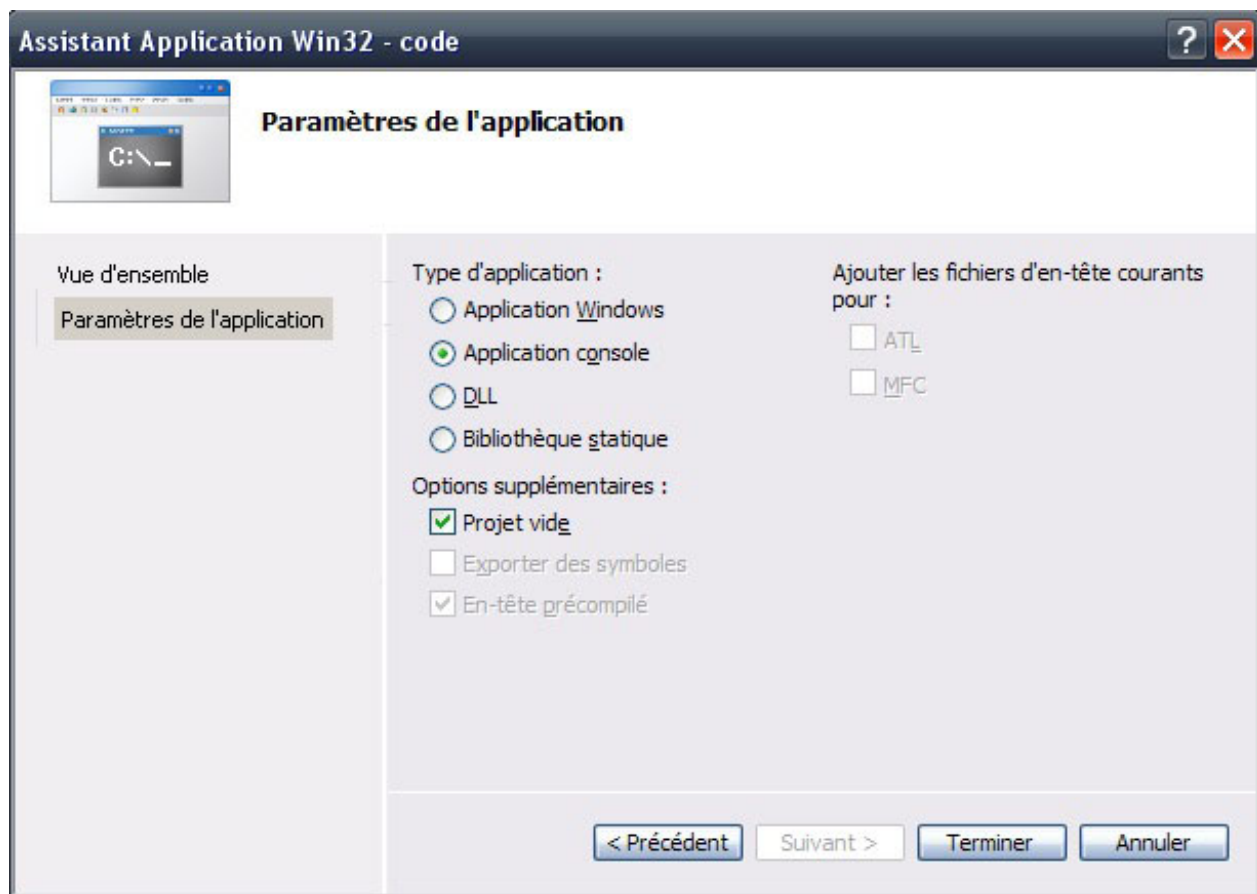 Assistant Application Win32 - code
C:\_
Paramètres de l'application
Vue d'ensemble
Paramètres de l'application
Type d'application :
Application Windows
Application console
DLL
Bibliothèque statique
Options supplémentaires :
Projet vide
Exporter des symboles
En-tête précompilé
Ajouter les fichiers d'en-tête courants
pour :
ATL
MFC
< Précédent
Suivant >
Terminer
Annuler